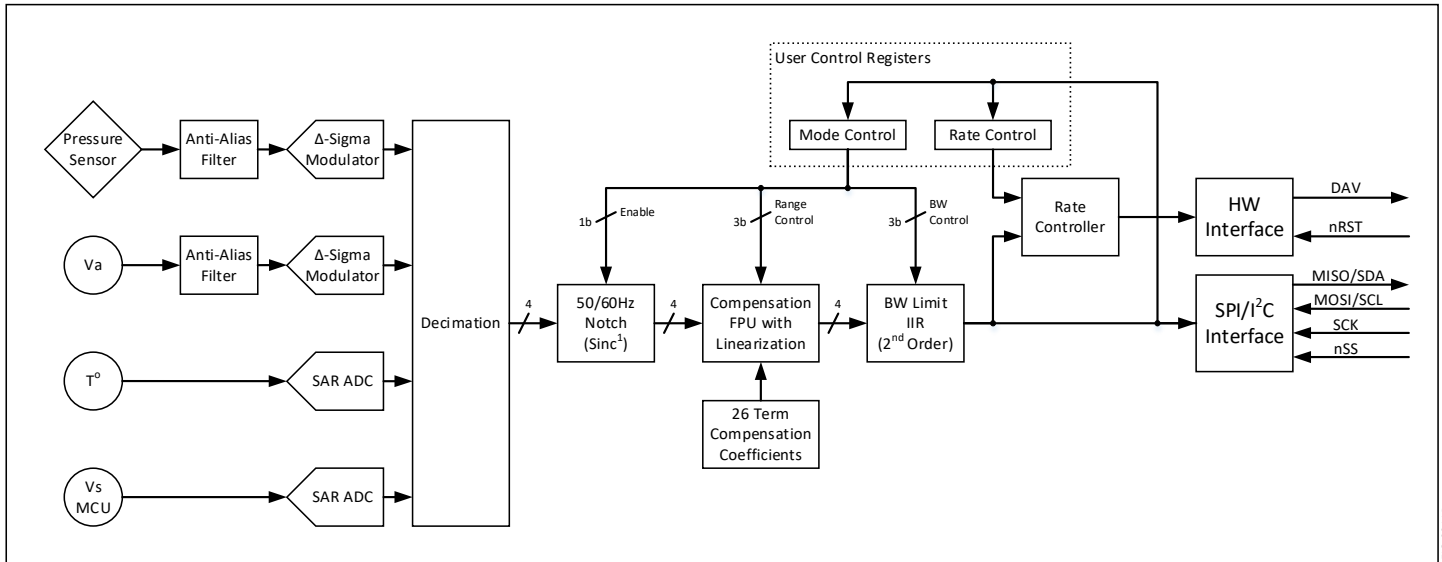 User Control Registers
Mode Control
Rate Control
Pressure
Sensor
Anti-Alias
Filter
Δ-Sigma
Modulator
Va
Anti-Alias
Filter
Δ-Sigma
Modulator
T°
SAR ADC
Vs
MCU
SAR ADC
Decimation
4
1b
Enable
50/60Hz
Notch
(Sinc¹)
4
3b
Range
Control
Compensation
FPU with
Linearization
26 Term
Compensation
Coefficients
4
3b
BW
Control
BW Limit
IIR
(2ⁿᵈ Order)
Rate
Controller
HW
Interface
DAV
nRST
SPI/I²C
Interface
MISO/SDA
MOSI/SCL
SCK
nSS